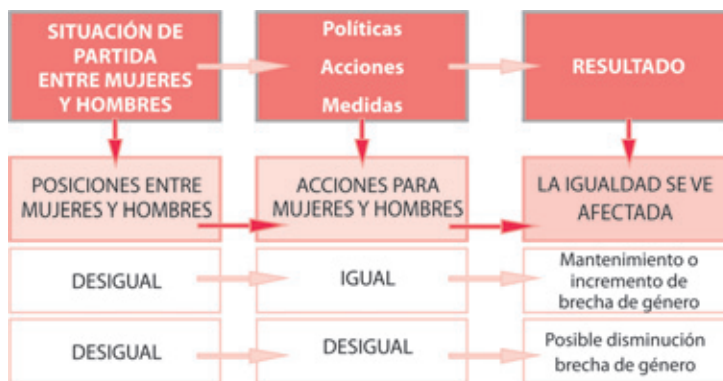 SITUACIÓN DE
PARTIDA
ENTRE MUJERES
Y HOMBRES
Políticas
Acciones
Medidas
RESULTADO
POSICIONES ENTRE
MUJERES Y HOMBRES
ACCIONES PARA
MUJERES Y HOMBRES
LA IGUALDAD SE VE
AFECTADA
DESIGUAL
IGUAL
Mantenimiento o
incremento de
brecha de género
DESIGUAL
DESIGUAL
Posible disminución
brecha de género